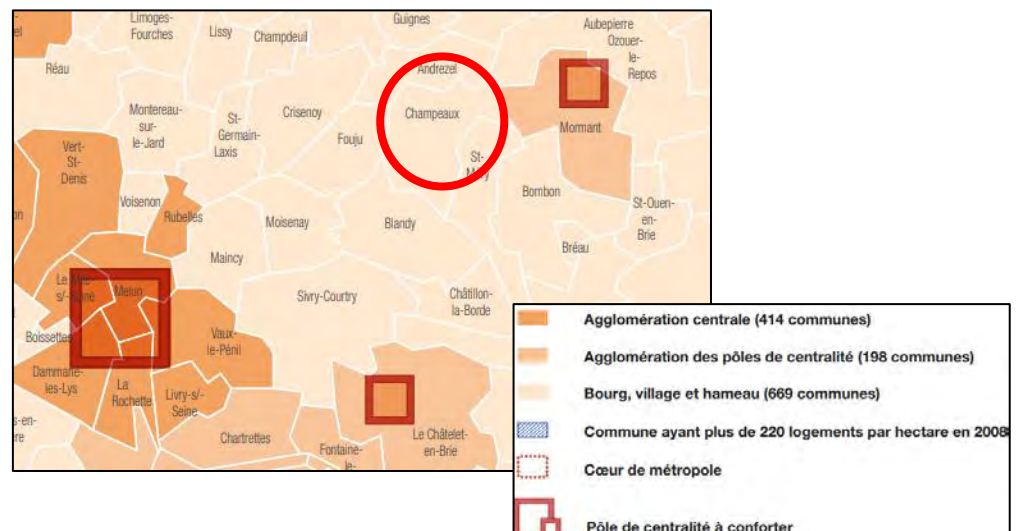 Limoges-
Fourches
Lissy
Champdeuil
Guignes
Aubepierre
Ozouer-
le-
Repos
Réau
Andrezel
Montereau-
sur-
le-Jard
St-
Germain-
Laxis
Crisenoy
Fouju
Champeaux
Mormant
Vert-
St-
Denis
St-
Méry
Voisenon
Rubelles
Moisenay
Blandy
Bombon
St-Ouen-
en-
Brie
Bréau
Maincy
Le Mée-
s/-Seine
Melun
Sivry-Courtry
Châtillon-
la-Borde
Boissettes
Vaux-
le-Pénil
Dammarie-
les-Lys
La
Rochette
Livry-s/-
Seine
Chartrettes
Fontaine-
le-
Le Châtelet-
en-Brie
s-en-
re
Agglomération centrale (414 communes)
Agglomération des pôles de centralité (198 communes)
Bourg, village et hameau (669 communes)
Commune ayant plus de 220 logements par hectare en 2008
Cœur de métropole
Pôle de centralité à conforter